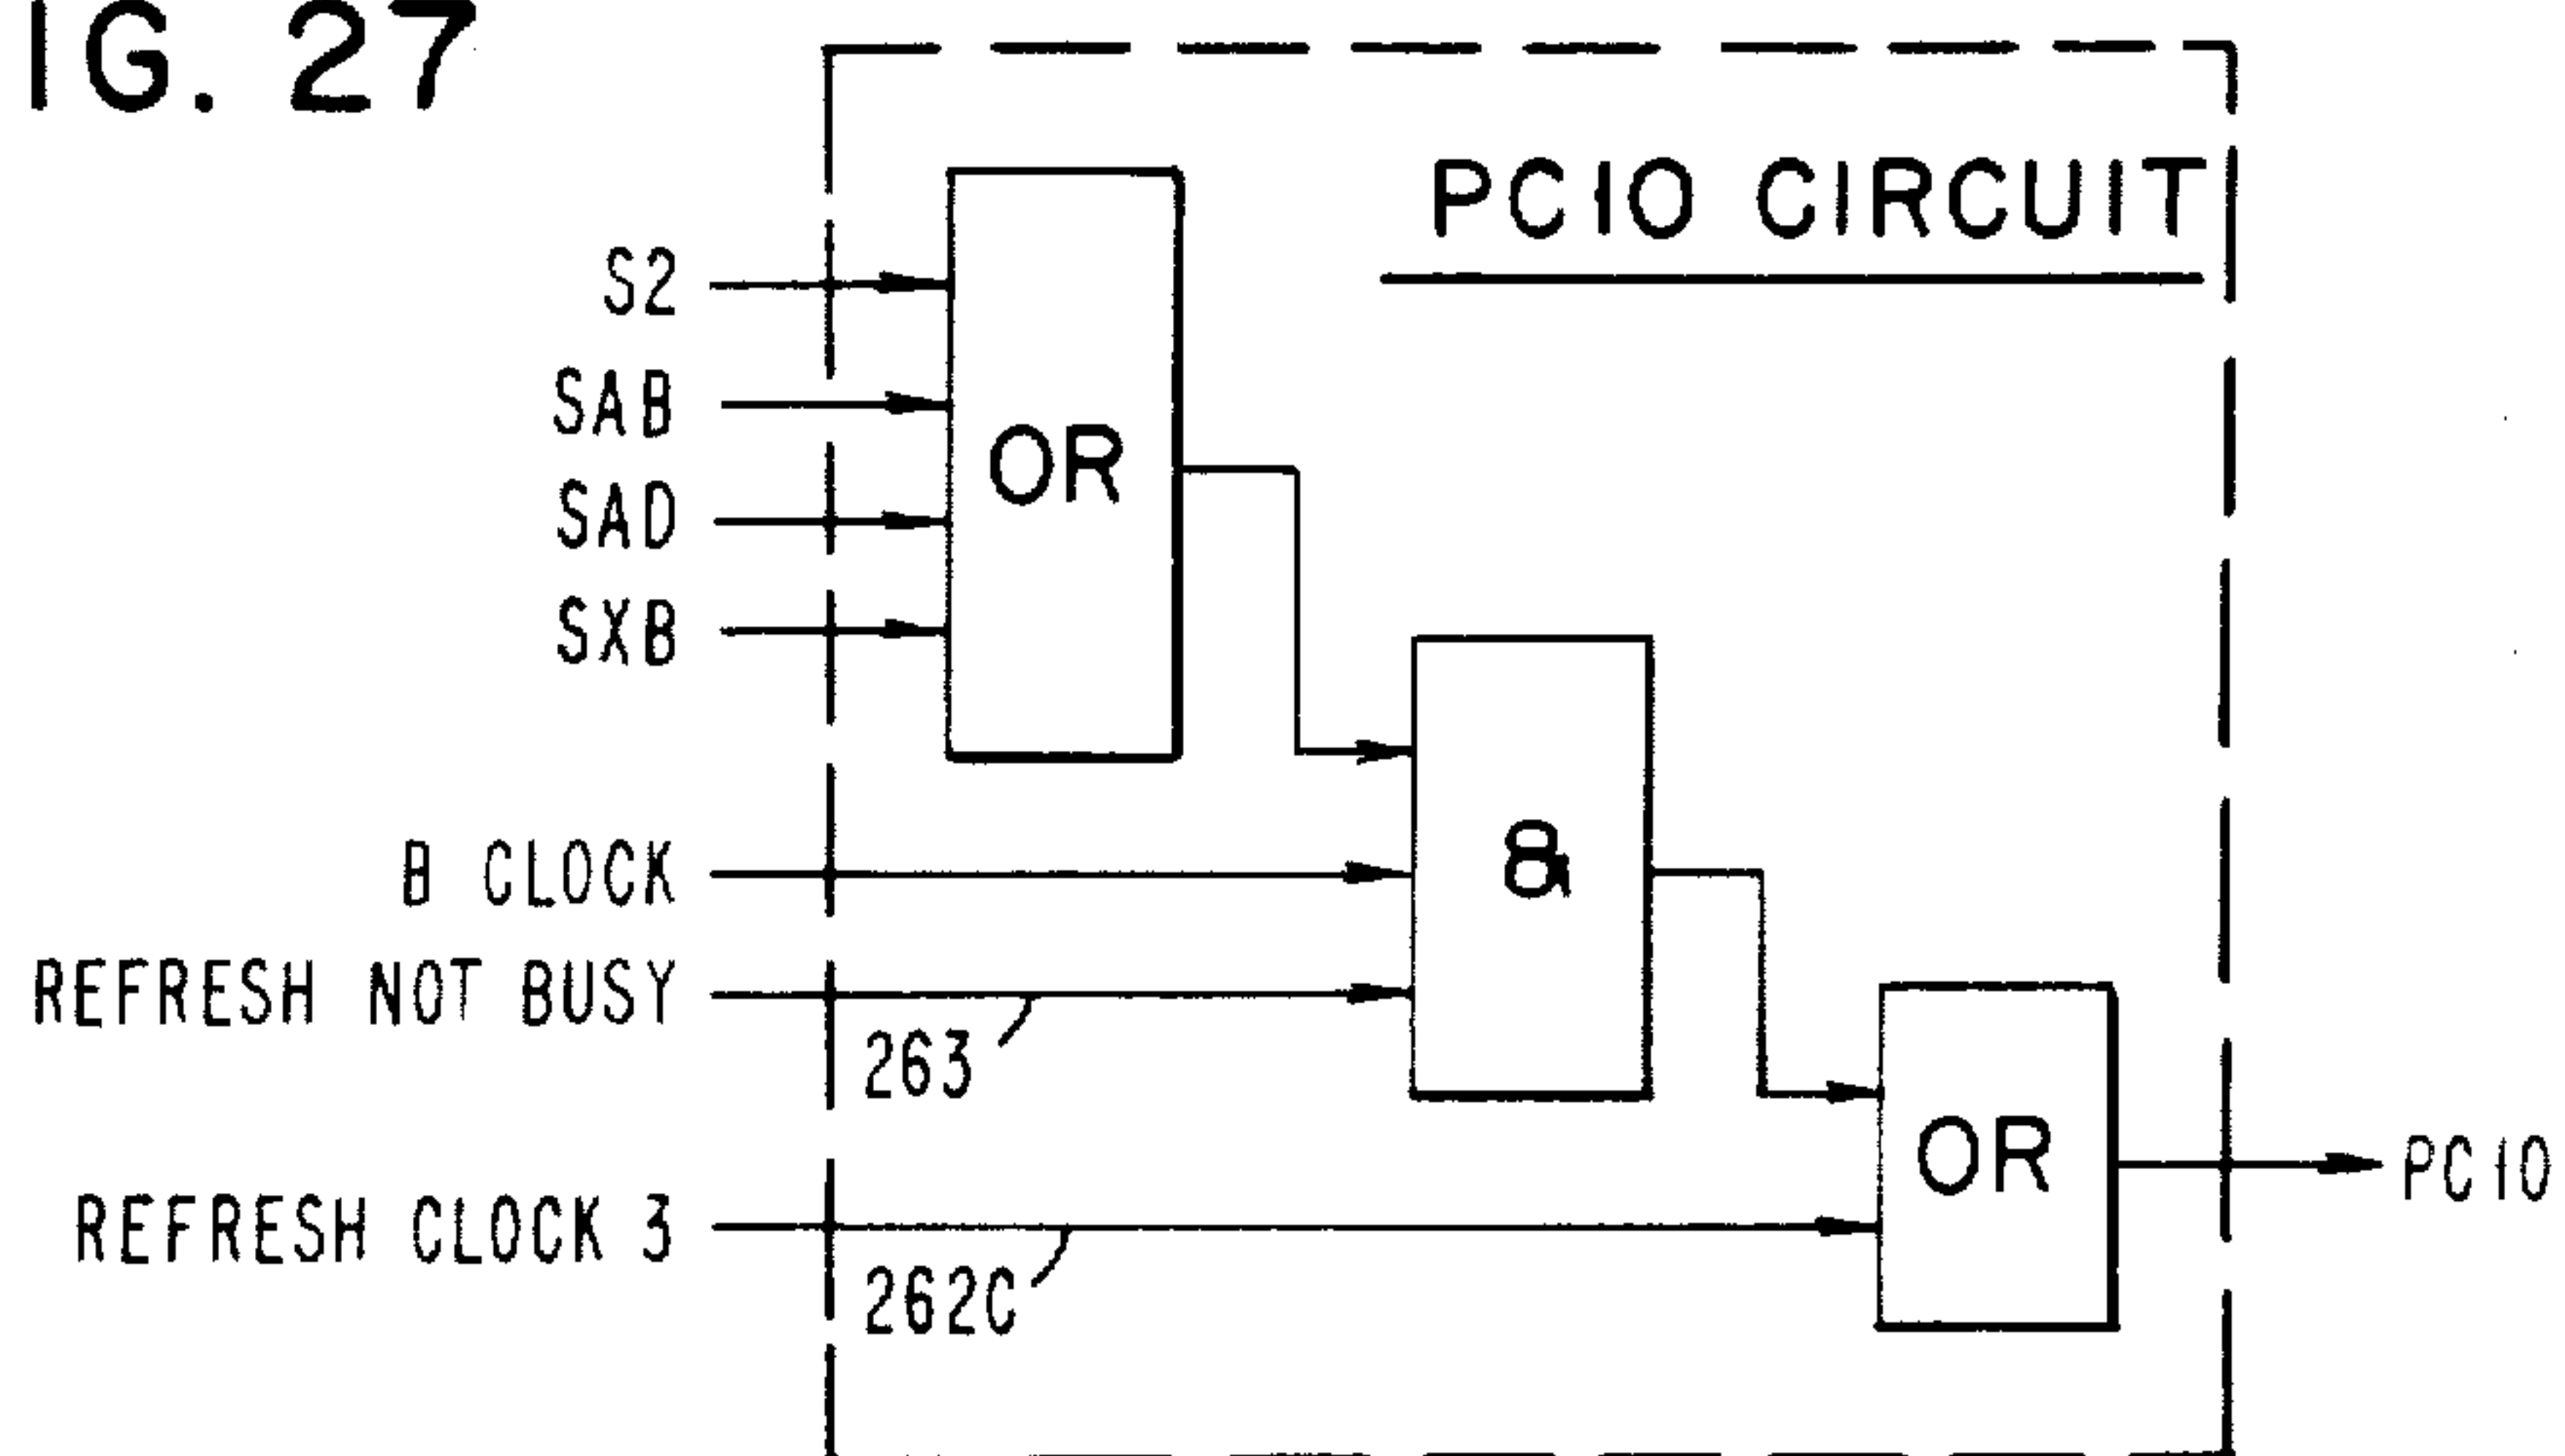 IG. 27
PC10 CIRCUIT
S2
SAB
SAD
SXB
OR
B CLOCK
&
REFRESH NOT BUSY
263
OR
PC10
REFRESH CLOCK 3
262C